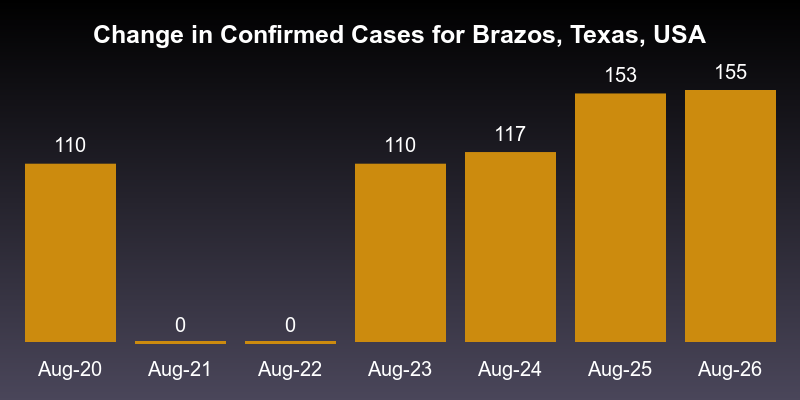 Change in Confirmed Cases for Brazos, Texas, USA
110
0
0
110
117
153
155
Aug-20
Aug-21
Aug-22
Aug-23
Aug-24
Aug-25
Aug-26